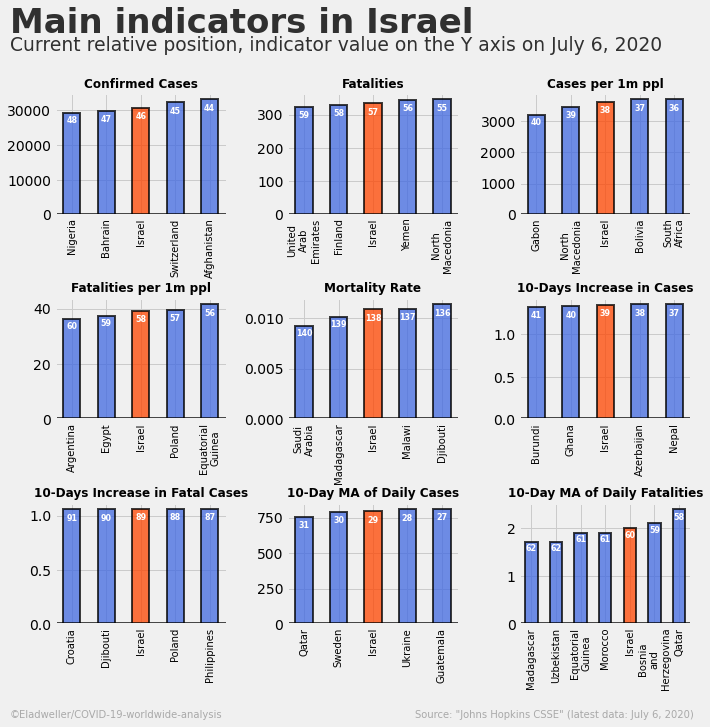 Main indicators in Israel
Current relative position, indicator value on the Y axis on July 6, 2020
Confirmed Cases
30000
20000
10000
0
48
47
46
45
44
Nigeria
Bahrain
Israel
Switzerland
Afghanistan
Fatalities
300
200
100
0
59
58
57
56
55
United
Arab
Emirates
Finland
Israel
Yemen
North
Macedonia
Cases per 1m ppl
3000
2000
1000
0
40
39
38
37
36
Gabon
North
Macedonia
Israel
Bolivia
South
Africa
Fatalities per 1m ppl
40
20
0
60
59
58
57
56
Argentina
Egypt
Israel
Poland
Equatorial
Guinea
Mortality Rate
0.010
0.005
0.000
140
139
138
137
136
Saudi
Arabia
Madagascar
Israel
Malawi
Djibouti
10-Days Increase in Cases
1.0
0.5
0.0
41
40
39
38
37
Burundi
Ghana
Israel
Azerbaijan
Nepal
10-Days Increase in Fatal Cases
1.0
0.5
0.0
91
90
89
88
87
Croatia
Djibouti
Israel
Poland
Philippines
10-Day MA of Daily Cases
750
500
250
0
31
30
29
28
27
Qatar
Sweden
Israel
Ukraine
Guatemala
10-Day MA of Daily Fatalities
2
1
0
62
62
61
61
60
59
58
Madagascar
Uzbekistan
Equatorial
Guinea
Morocco
Israel
Bosnia
and
Herzegovina
Qatar
©Eladweller/COVID-19-worldwide-analysis
Source: "Johns Hopkins CSSE" (latest data: July 6, 2020)